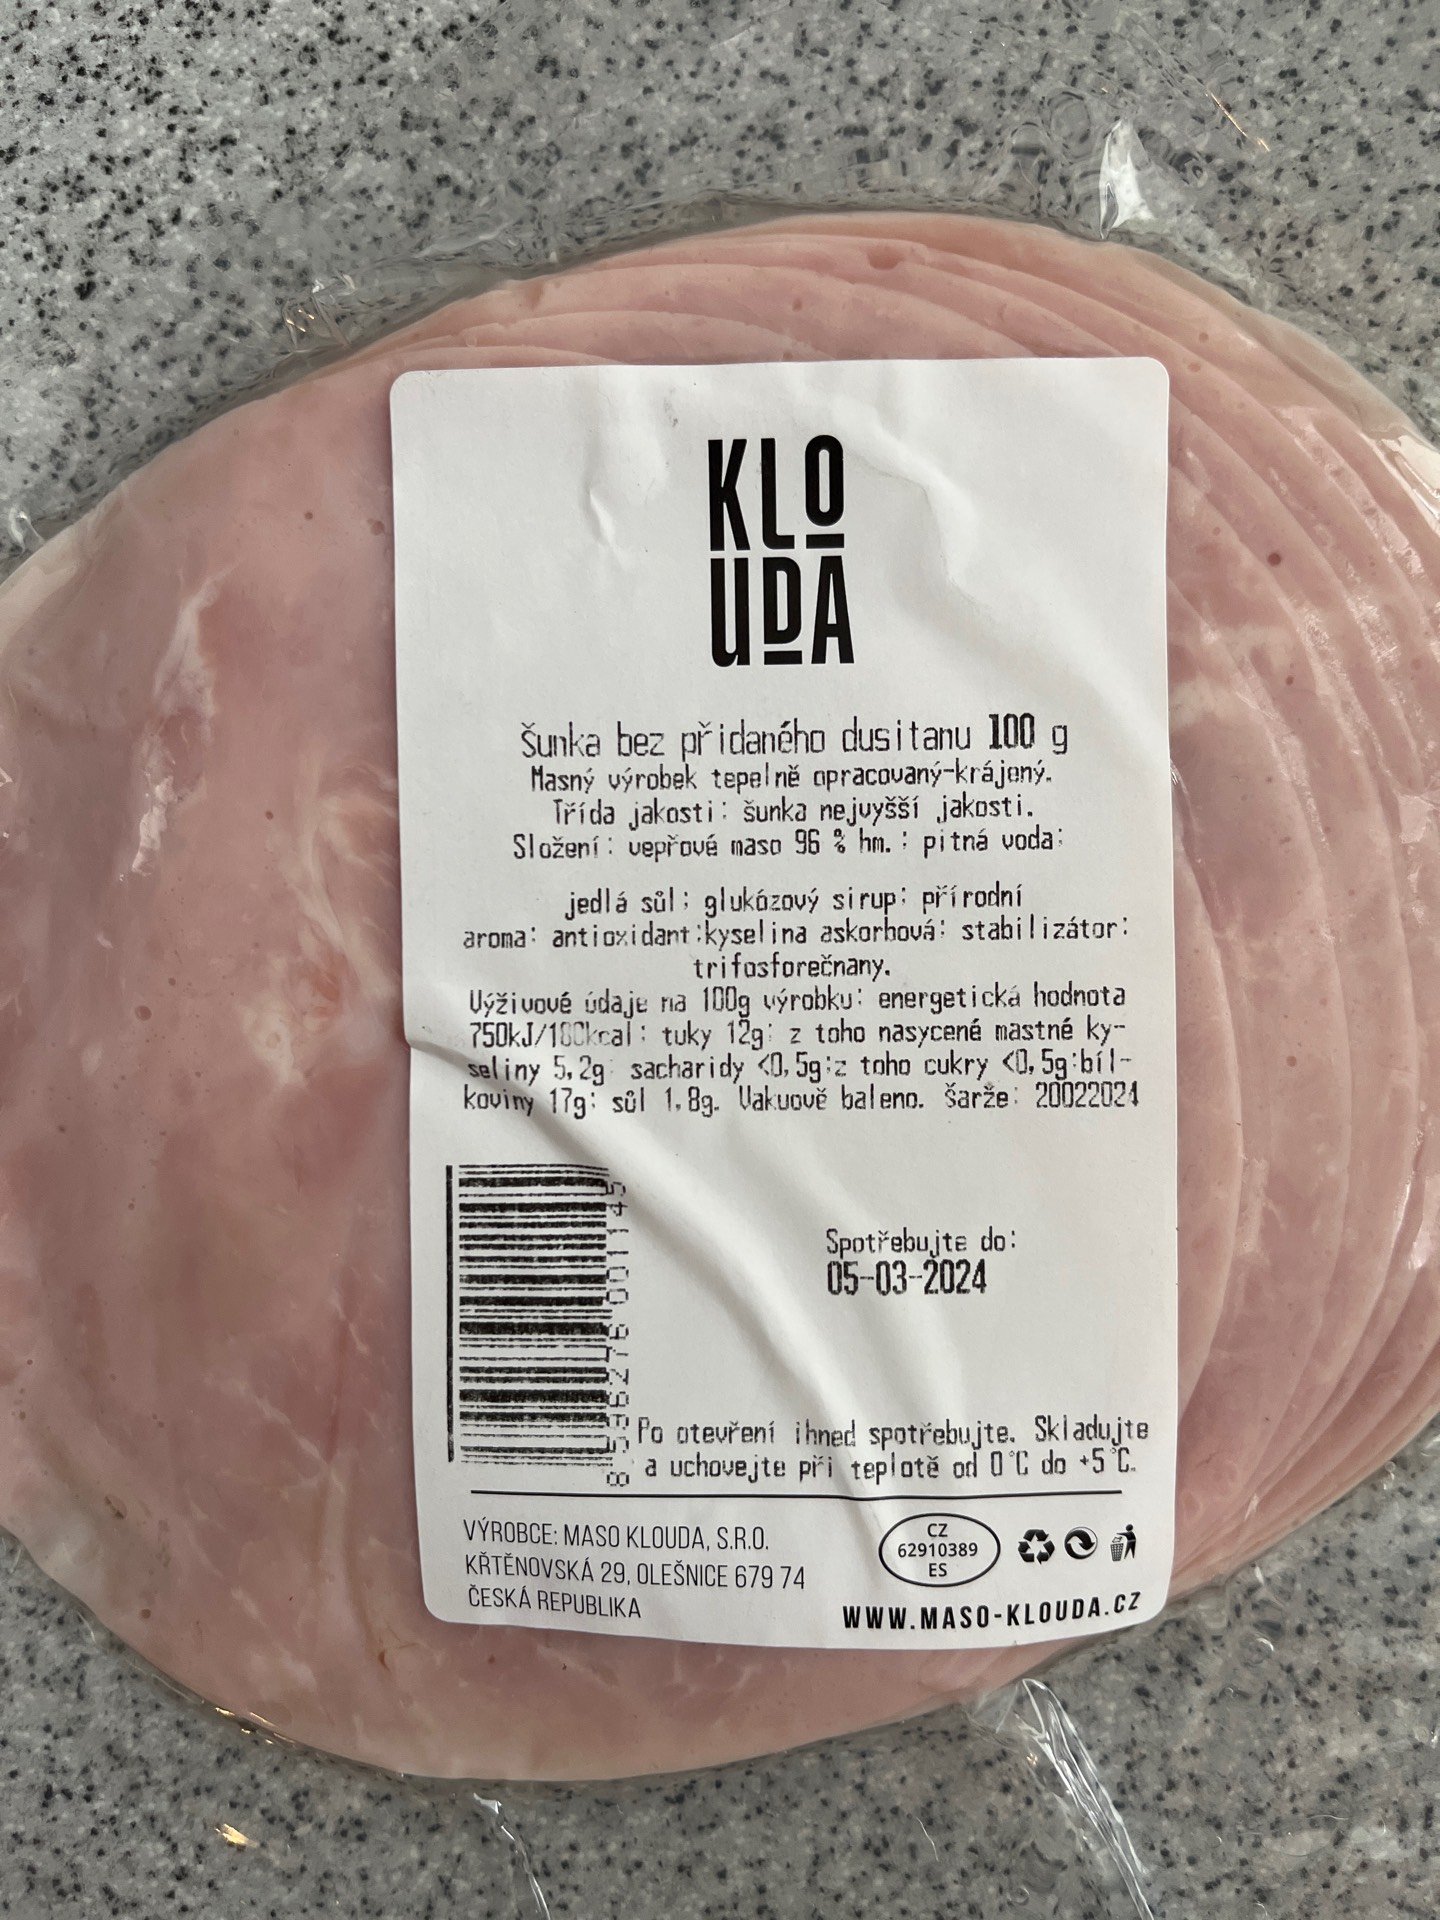 KLO
UDA
Šunka bez přidaného dusitanu 100 g
Masný výrobek tepelně opracovaný-krájený.
Třída jakosti: šunka nejvyšší jakosti.
Složení: vepřové maso 96 % hm.; pitná voda;
jedlá sůl; glukózový sirup; přírodní
aroma; antioxidant:kyselina askorbová; stabilizátor:
trifosforečnany.
Výživové údaje na 100g výrobku: energetická hodnota
750kJ/180kcal; tuky 12g; z toho nasycené mastné ky-
seliny 5,2g; sacharidy <0,5g;z toho cukry <0,5g;bíl-
koviny 17g; sůl 1,8g. Vakuově baleno. Šarže: 20022024
8 596276 001145
Spotřebujte do:
05-03-2024
Po otevření ihned spotřebujte. Skladujte
a uchovejte při teplotě od 0°C do +5°C.
VÝROBCE: MASO KLOUDA, S.R.O.
KŘTĚNOVSKÁ 29, OLEŠNICE 679 74
ČESKÁ REPUBLIKA
CZ
62910389
ES
WWW.MASO-KLOUDA.CZ